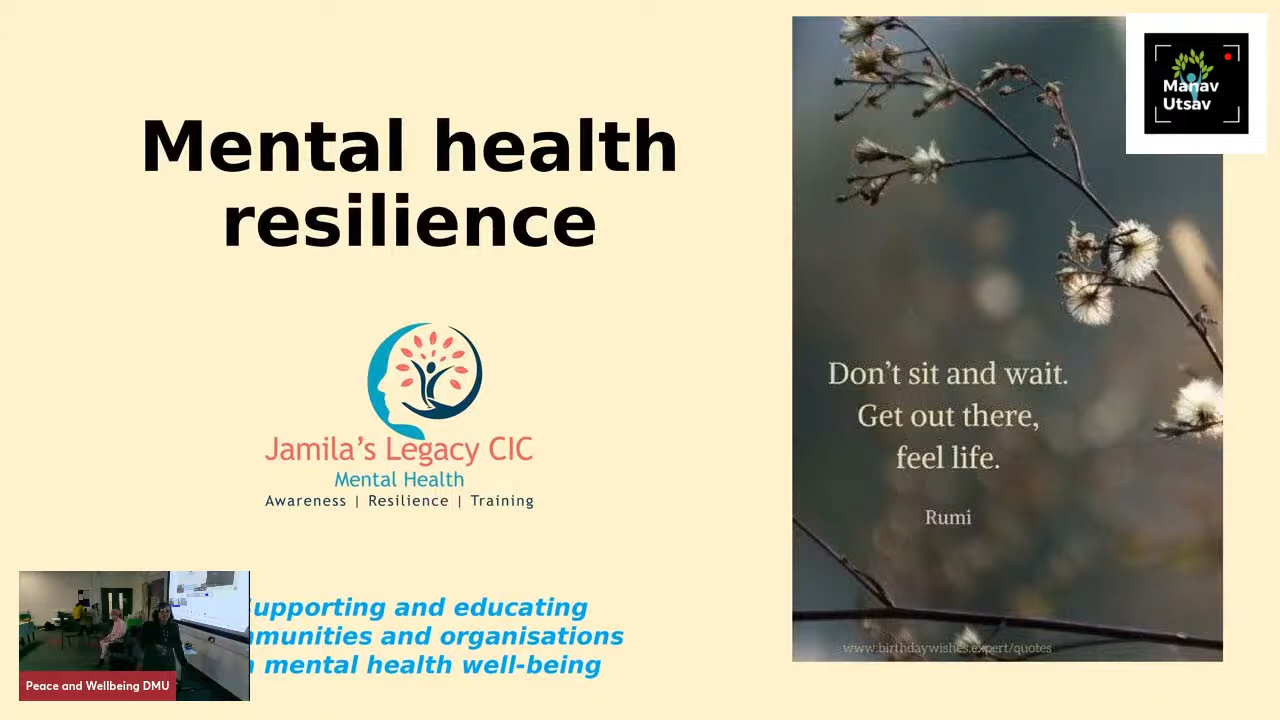 Mental health
resilience
Jamila's Legacy CIC
Mental Health
Awareness | Resilience | Training
upporting and educating
mmunities and organisations
mental health well-being
Peace and Wellbeing DMU
Manav
Utsav
Don't sit and wait.
Get out there,
feel life.
Rumi
www.birthdaywishes.expert/quotes